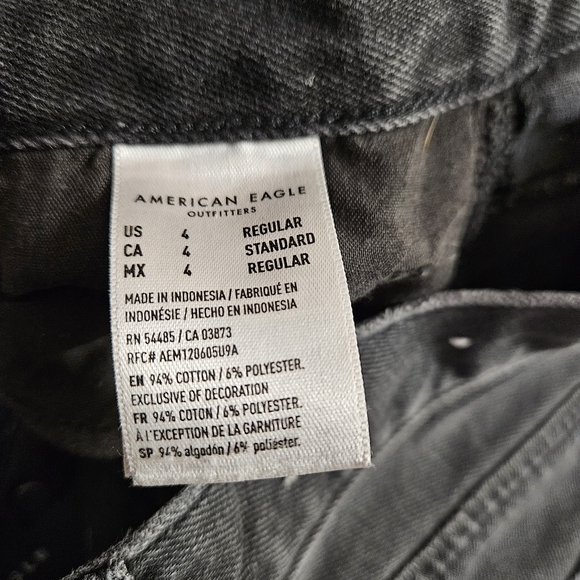 AMERICAN EAGLE
OUTFITTERS
US 4 REGULAR
CA 4 STANDARD
MX 4 REGULAR
MADE IN INDONESIA / FABRIQUÉ EN
INDONÉSIE / HECHO EN INDONESIA
RN 54485 / CA 03873
RFC# AEM120605U9A
EN 94% COTTON / 6% POLYESTER.
EXCLUSIVE OF DECORATION
FR 94% COTON / 6% POLYESTER.
À L'EXCEPTION DE LA GARNITURE
SP 94% algodón / 6% poliéster.